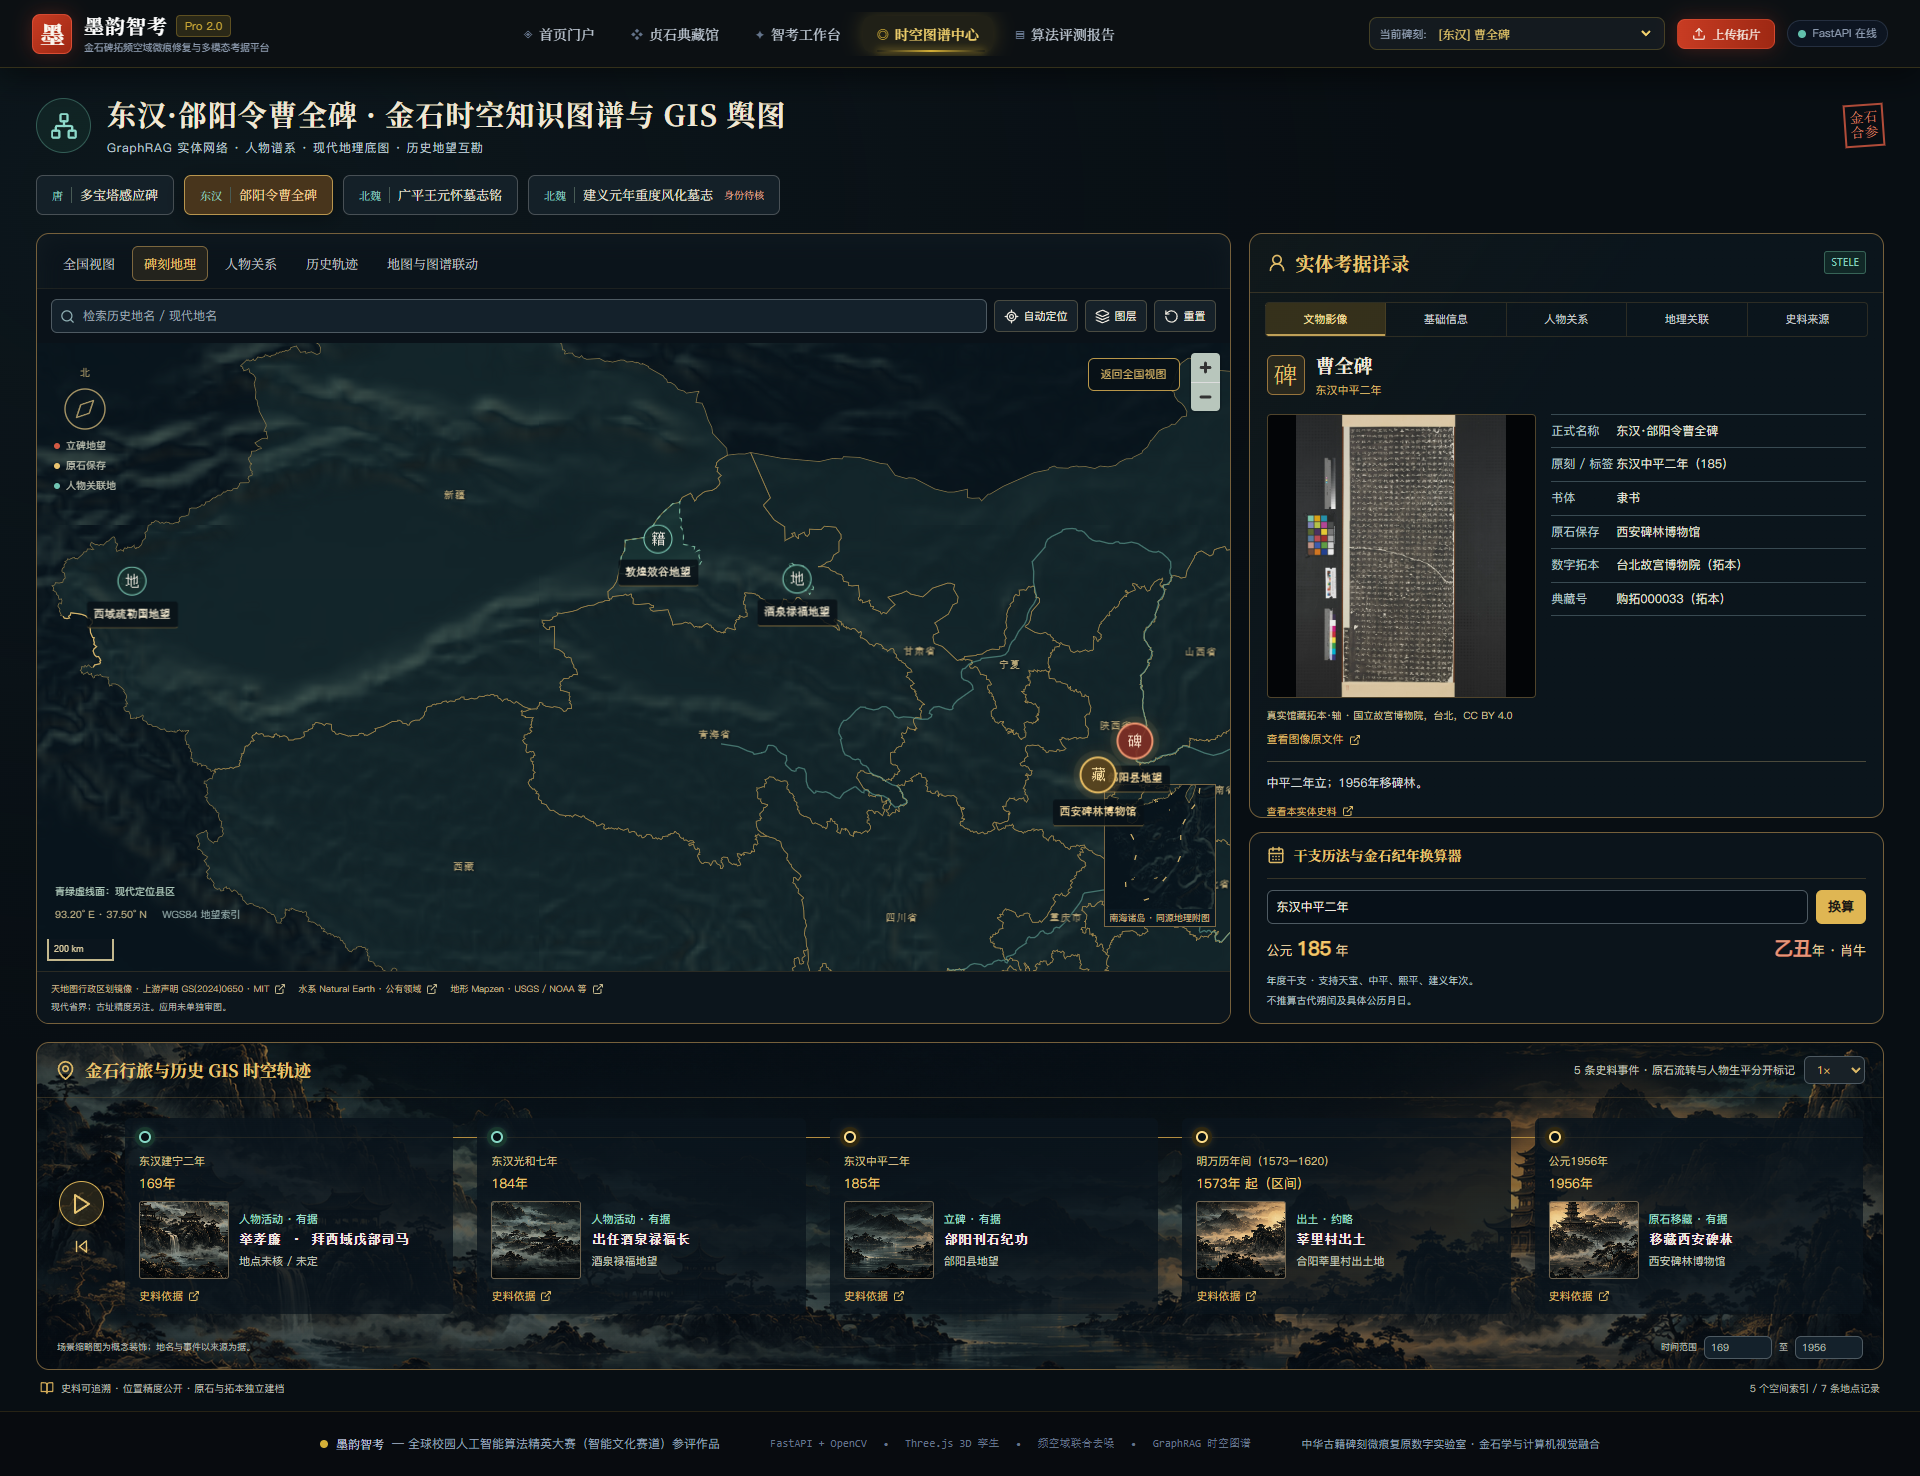 墨
墨韵智考 Pro 2.0
金石碑拓频空域微痕修复与多模态考据平台
首页门户
贞石典藏馆
智考工作台
时空图谱中心
算法评测报告
当前碑刻: [东汉] 曹全碑
上传拓片
FastAPI 在线
东汉·郃阳令曹全碑 · 金石时空知识图谱与 GIS 舆图
GraphRAG 实体网络 · 人物谱系 · 现代地理底图 · 历史地望互勘
金石
合参
唐 多宝塔感应碑
东汉 郃阳令曹全碑
北魏 广平王元怀墓志铭
北魏 建义元年重度风化墓志 身份待核
全国视图
碑刻地理
人物关系
历史轨迹
地图与图谱联动
检索历史地名 / 现代地名
自动定位
图层
重置
返回全国视图
+
−
北
立碑地望
原石保存
人物关联地
新疆
籍
敦煌效谷地望
地
西域疏勒国地望
地
酒泉禄福地望
甘肃省
宁夏
山西省
青海省
陕西省
碑
藏
郃阳县地望
西安碑林博物馆
西藏
四川省
重庆市
南海诸岛 · 同源地理附图
青绿虚线面：现代定位县区
93.20° E · 37.50° N WGS84 地望索引
200 km
天地图行政区划镜像 · 上游声明 GS(2024)0650 · MIT
水系 Natural Earth · 公有领域
地形 Mapzen · USGS / NOAA 等
现代省界；古址精度另注。应用未单独审图。
实体考据详录
STELE
文物影像
基础信息
人物关系
地理关联
史料来源
碑
曹全碑
东汉中平二年
正式名称 东汉·郃阳令曹全碑
原刻 / 标签 东汉中平二年（185）
书体 隶书
原石保存 西安碑林博物馆
数字拓本 台北故宫博物院（拓本）
典藏号 购拓000033（拓本）
真实馆藏拓本·轴 · 国立故宫博物院，台北，CC BY 4.0
查看图像原文件
中平二年立；1956年移碑林。
查看本实体史料
干支历法与金石纪年换算器
东汉中平二年
换算
公元 185 年
乙丑年 · 肖牛
年度干支 · 支持天宝、中平、熙平、建义年次。
不推算古代朔闰及具体公历月日。
金石行旅与历史 GIS 时空轨迹
5 条史料事件 · 原石流转与人物生平分开标记
1×
东汉建宁二年
169年
人物活动 · 有据
举孝廉 · 拜西域戊部司马
地点未核 / 未定
史料依据
东汉光和七年
184年
人物活动 · 有据
出任酒泉禄福长
酒泉禄福地望
史料依据
东汉中平二年
185年
立碑 · 有据
郃阳刊石纪功
郃阳县地望
史料依据
明万历年间（1573—1620）
1573年 起（区间）
出土 · 约略
莘里村出土
合阳莘里村出土地
史料依据
公元1956年
1956年
原石移藏 · 有据
移藏西安碑林
西安碑林博物馆
史料依据
场景缩略图为概念装饰；地名与事件以来源为据。
时间范围 169 至 1956
史料可追溯 · 位置精度公开 · 原石与拓本独立建档
5 个空间索引 / 7 条地点记录
墨韵智考 — 全球校园人工智能算法精英大赛（智能文化赛道）参评作品
FastAPI + OpenCV • Three.js 3D 孪生 • 频空域联合去噪 • GraphRAG 时空图谱
中华古籍碑刻微痕复原数字实验室 · 金石学与计算机视觉融合